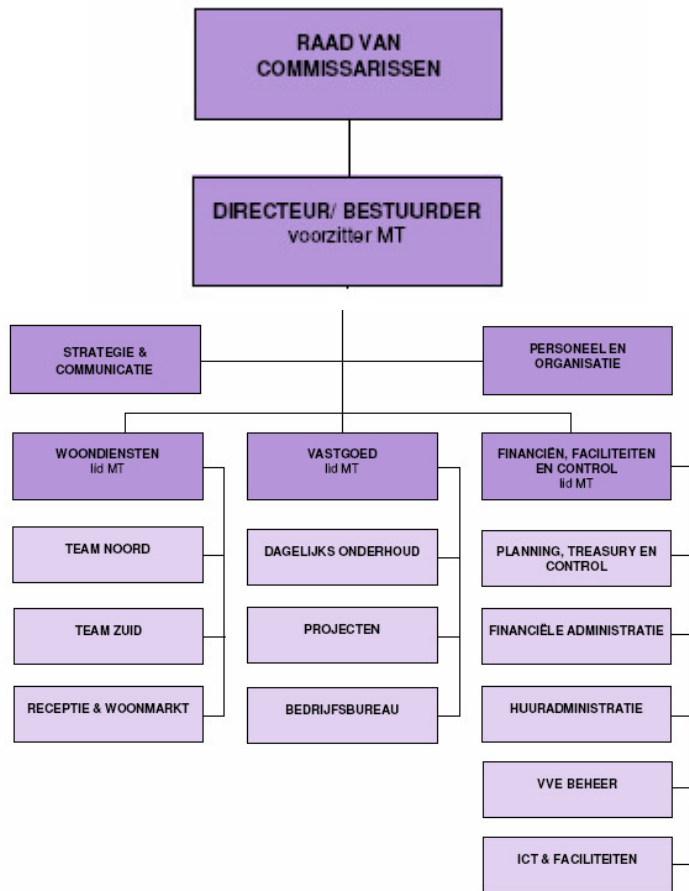 RAAD VAN
COMMISSARISSEN
DIRECTEUR/ BESTUURDER
voorzitter MT
STRATEGIE &
COMMUNICATIE
PERSONEEL EN
ORGANISATIE
WOONDIENSTEN
lid MT
VASTGOED
lid MT
FINANCIËN, FACILITEITEN
EN CONTROL
lid MT
TEAM NOORD
DAGELIJKS ONDERHOUD
PLANNING, TREASURY EN
CONTROL
TEAM ZUID
PROJECTEN
FINANCIËLE ADMINISTRATIE
RECEPTIE & WOONMARKT
BEDRIJFSBUREAU
HUURADMINISTRATIE
VVE BEHEER
ICT & FACILITEITEN